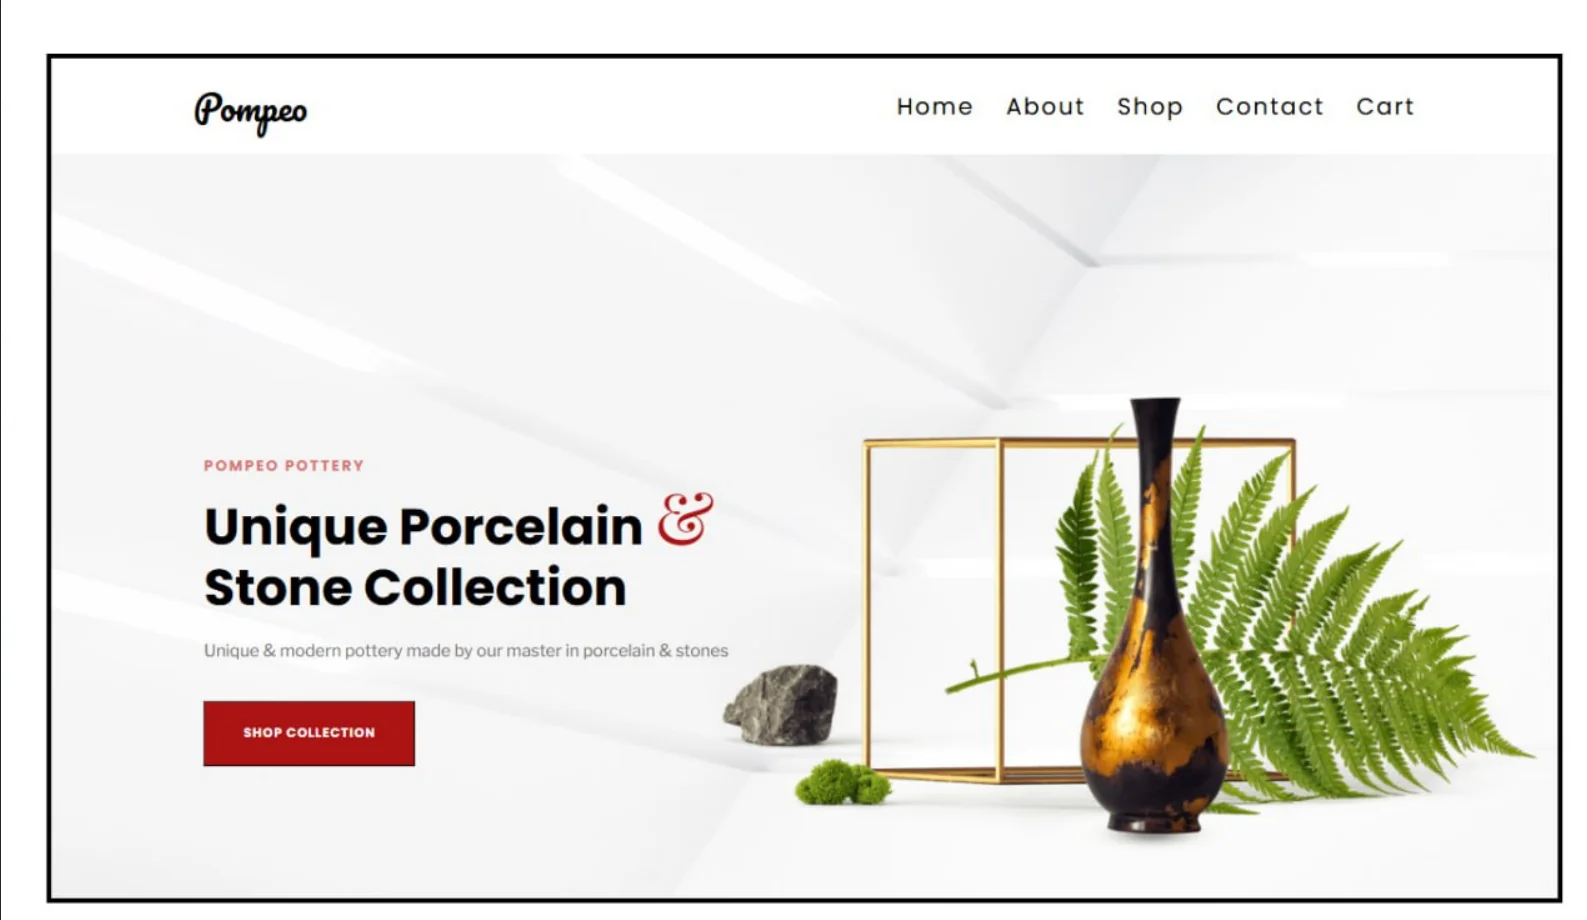 Pompeo
Home About Shop Contact Cart
POMPEO POTTERY
Unique Porcelain &
Stone Collection
Unique & modern pottery made by our master in porcelain & stones
SHOP COLLECTION